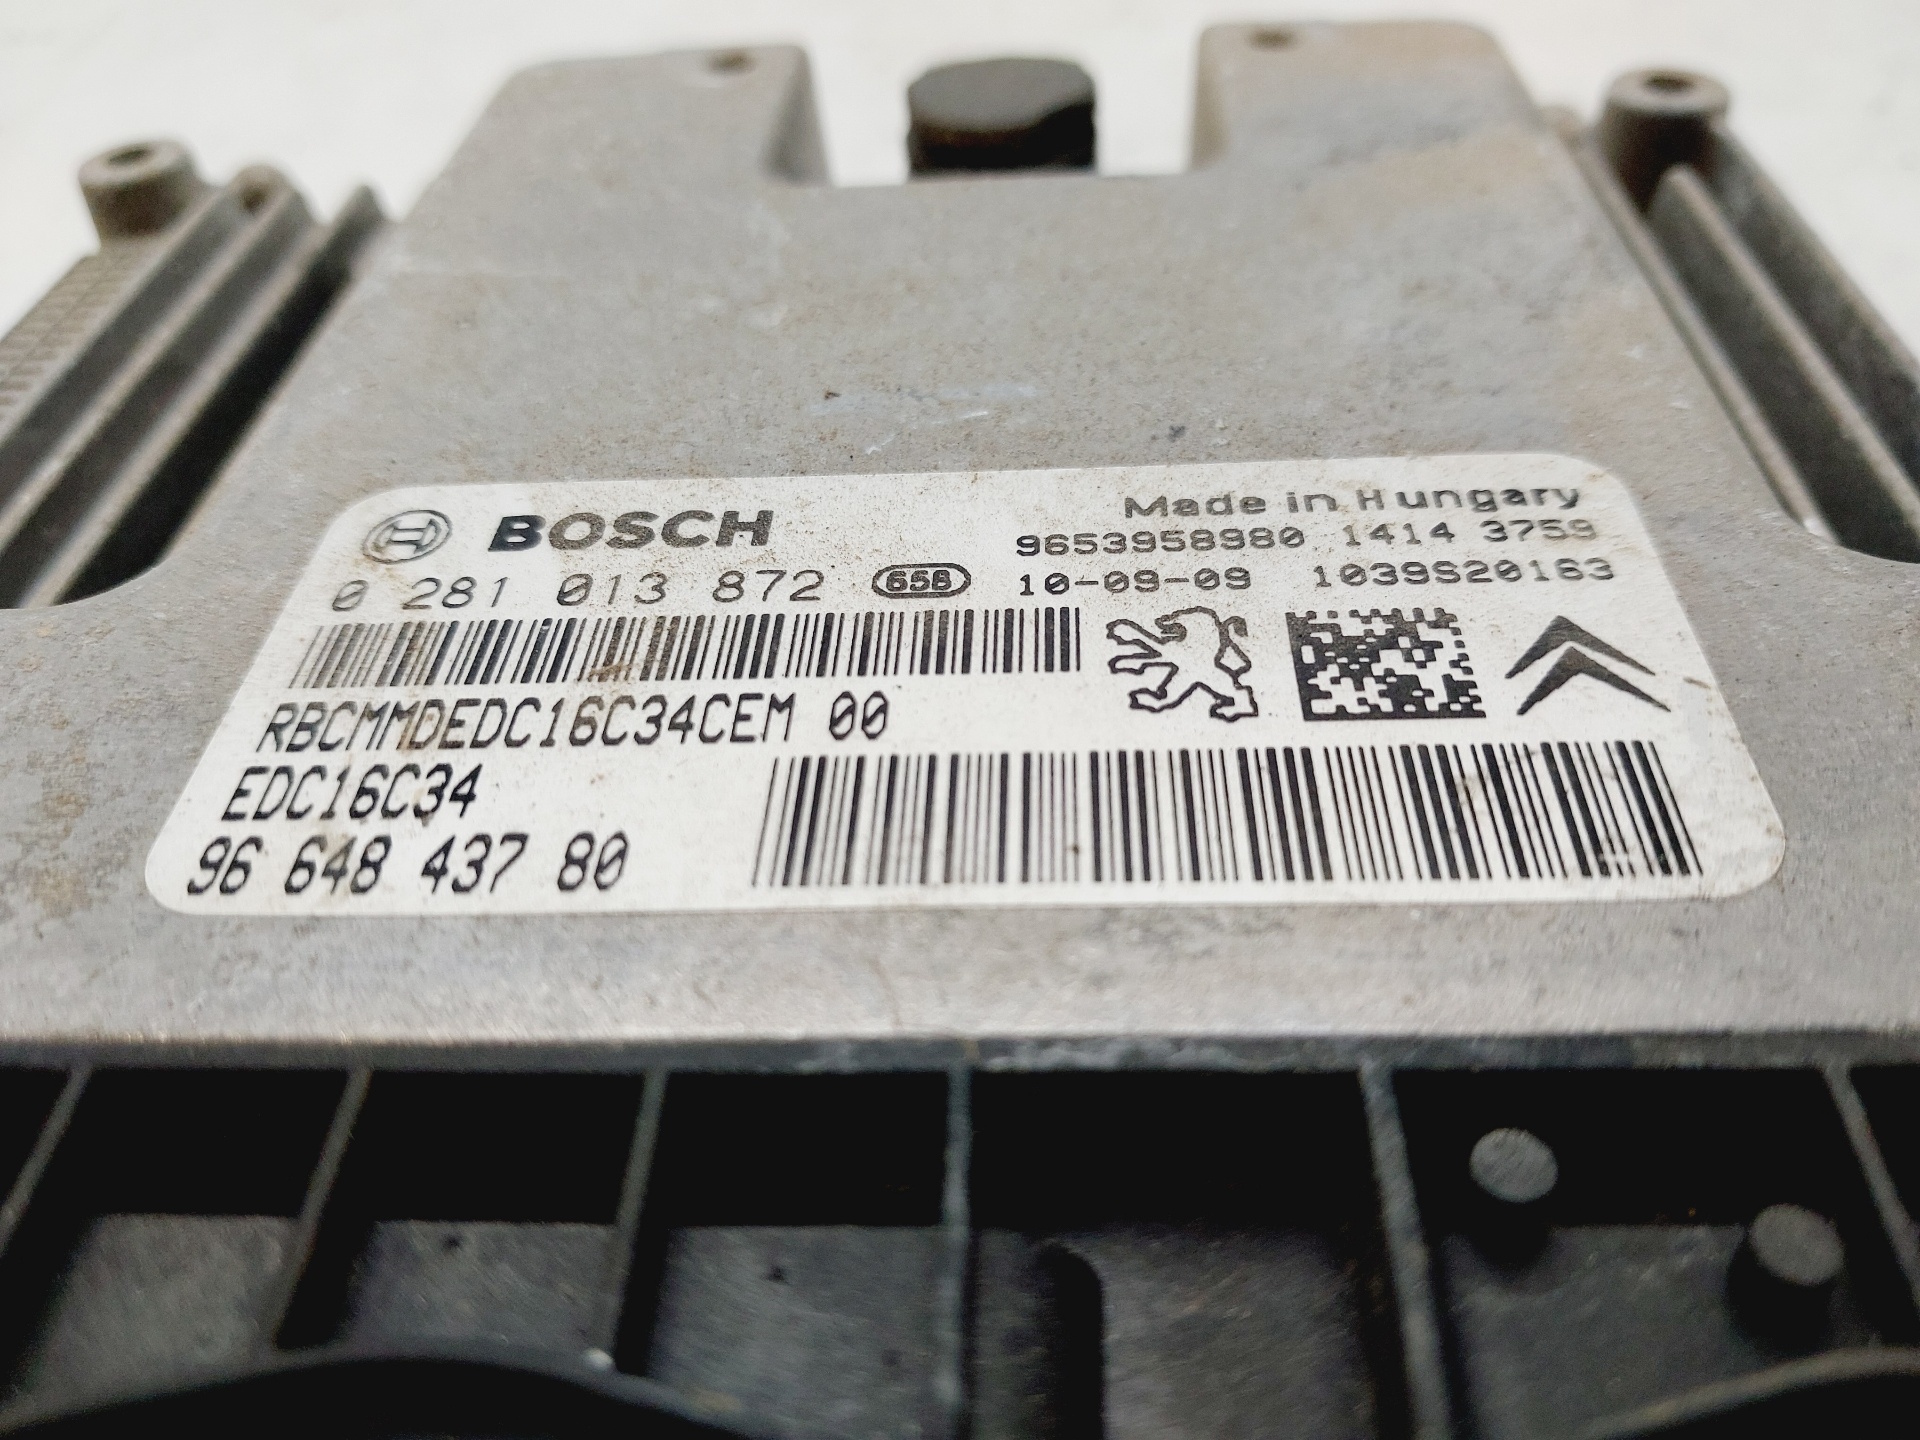 BOSCH
Made in Hungary
9653958980 1414 3759
0 281 013 872 658 10-09-09 1039S20163
RBCMMDEDC16C34CEM 00
EDC16C34
96 648 437 80